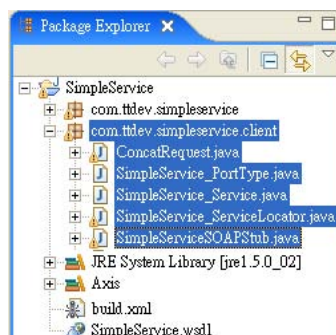 Package Explorer
SimpleService
com.ttdev.simpleservice
com.ttdev.simpleservice.client
ConcatRequest.java
SimpleService_PortType.java
SimpleService_Service.java
SimpleService_ServiceLocator.java
SimpleServiceSOAPStub.java
JRE System Library [jre1.5.0_02]
Axis
build.xml
SimpleService.wsdl